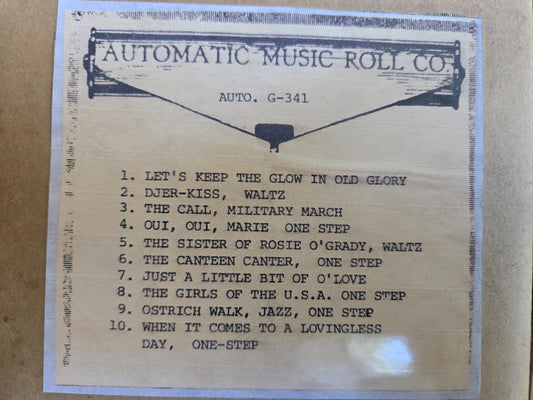 AUTOMATIC MUSIC ROLL CO.
AUTO. G-341
1. LET'S KEEP THE GLOW IN OLD GLORY
2. DJER-KISS, WALTZ
3. THE CALL, MILITARY MARCH
4. OUI, OUI, MARIE ONE STEP
5. THE SISTER OF ROSIE O'GRADY, WALTZ
6. THE CANTEEN CANTER, ONE STEP
7. JUST A LITTLE BIT OF O'LOVE
8. THE GIRLS OF THE U.S.A. ONE STEP
9. OSTRICH WALK, JAZZ, ONE STEP
10. WHEN IT COMES TO A LOVINGLESS
DAY, ONE-STEP